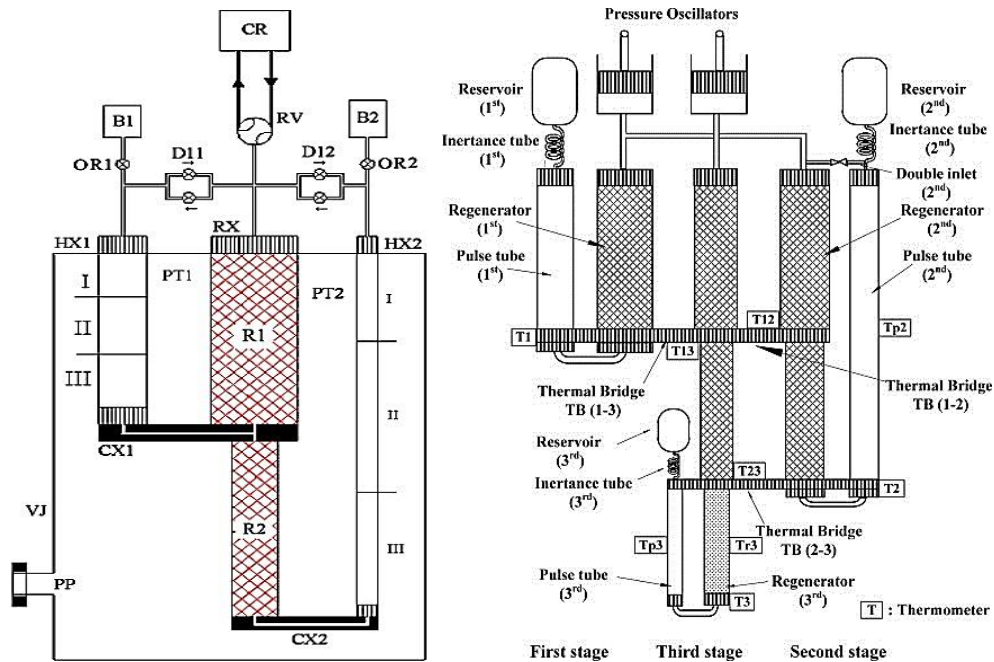 CR
B1
RV
B2
OR1
D11
D12
OR2
RX
HX1
HX2
PT1
PT2
I
II
III
R1
I
II
III
CX1
R2
VJ
PP
CX2
Pressure Oscillators
Reservoir
(1st)
Inertance tube
(1st)
Regenerator
(1st)
Pulse tube
(1st)
Reservoir
(2nd)
Inertance tube
(2nd)
Double inlet
(2nd)
Regenerator
(2nd)
Pulse tube
(2nd)
T12
Tp2
T1
T13
Thermal Bridge
TB (1-3)
Thermal Bridge
TB (1-2)
Reservoir
(3rd)
Inertance tube
(3rd)
T23
T2
Thermal Bridge
TB (2-3)
Tp3
Tr3
Pulse tube
(3rd)
Regenerator
(3rd)
T3
T : Thermometer
First stage Third stage Second stage